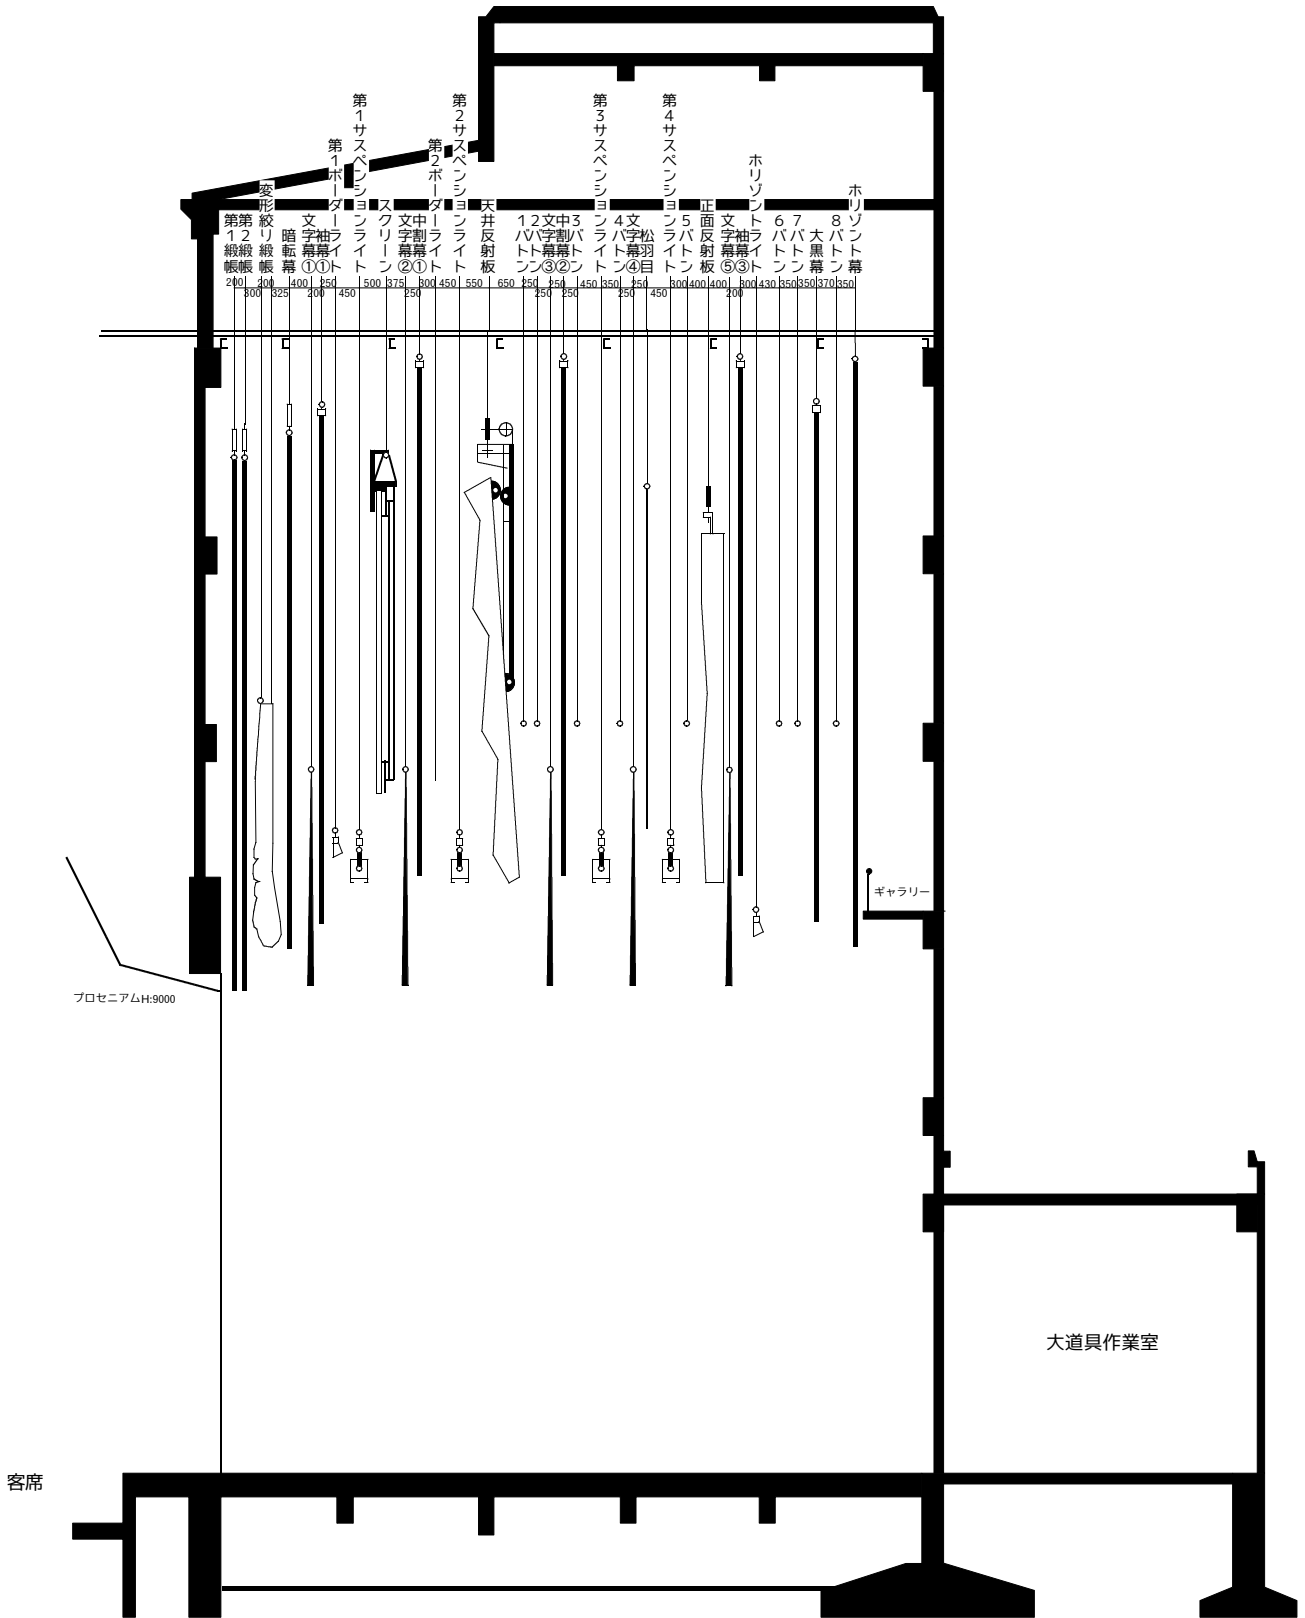 第1緞帳
第2緞帳
変形絞り緞帳
暗転幕
文字幕①
袖幕①
第1ボーダーライト
第1サスペンションライト
スクリーン
文字幕②
中割幕①
第2ボーダーライト
第2サスペンションライト
天井反射板
1バトン
2バトン
文字幕③
中割幕②
3バトン
第3サスペンションライト
4バトン
文字幕④
松羽目
第4サスペンションライト
5バトン
正面反射板
文字幕⑤
袖幕③
ホリゾントライト
6バトン
7バトン
大黒幕
8バトン
ホリゾント幕
200 300 200 325 400 200 250 450 500 375 250 300 450 550 650 250 250 250 250 450 350 250 250 450 300 400 400 200 300 430 350 350 370 350
ギャラリー
プロセニアムH:9000
大道具作業室
客席